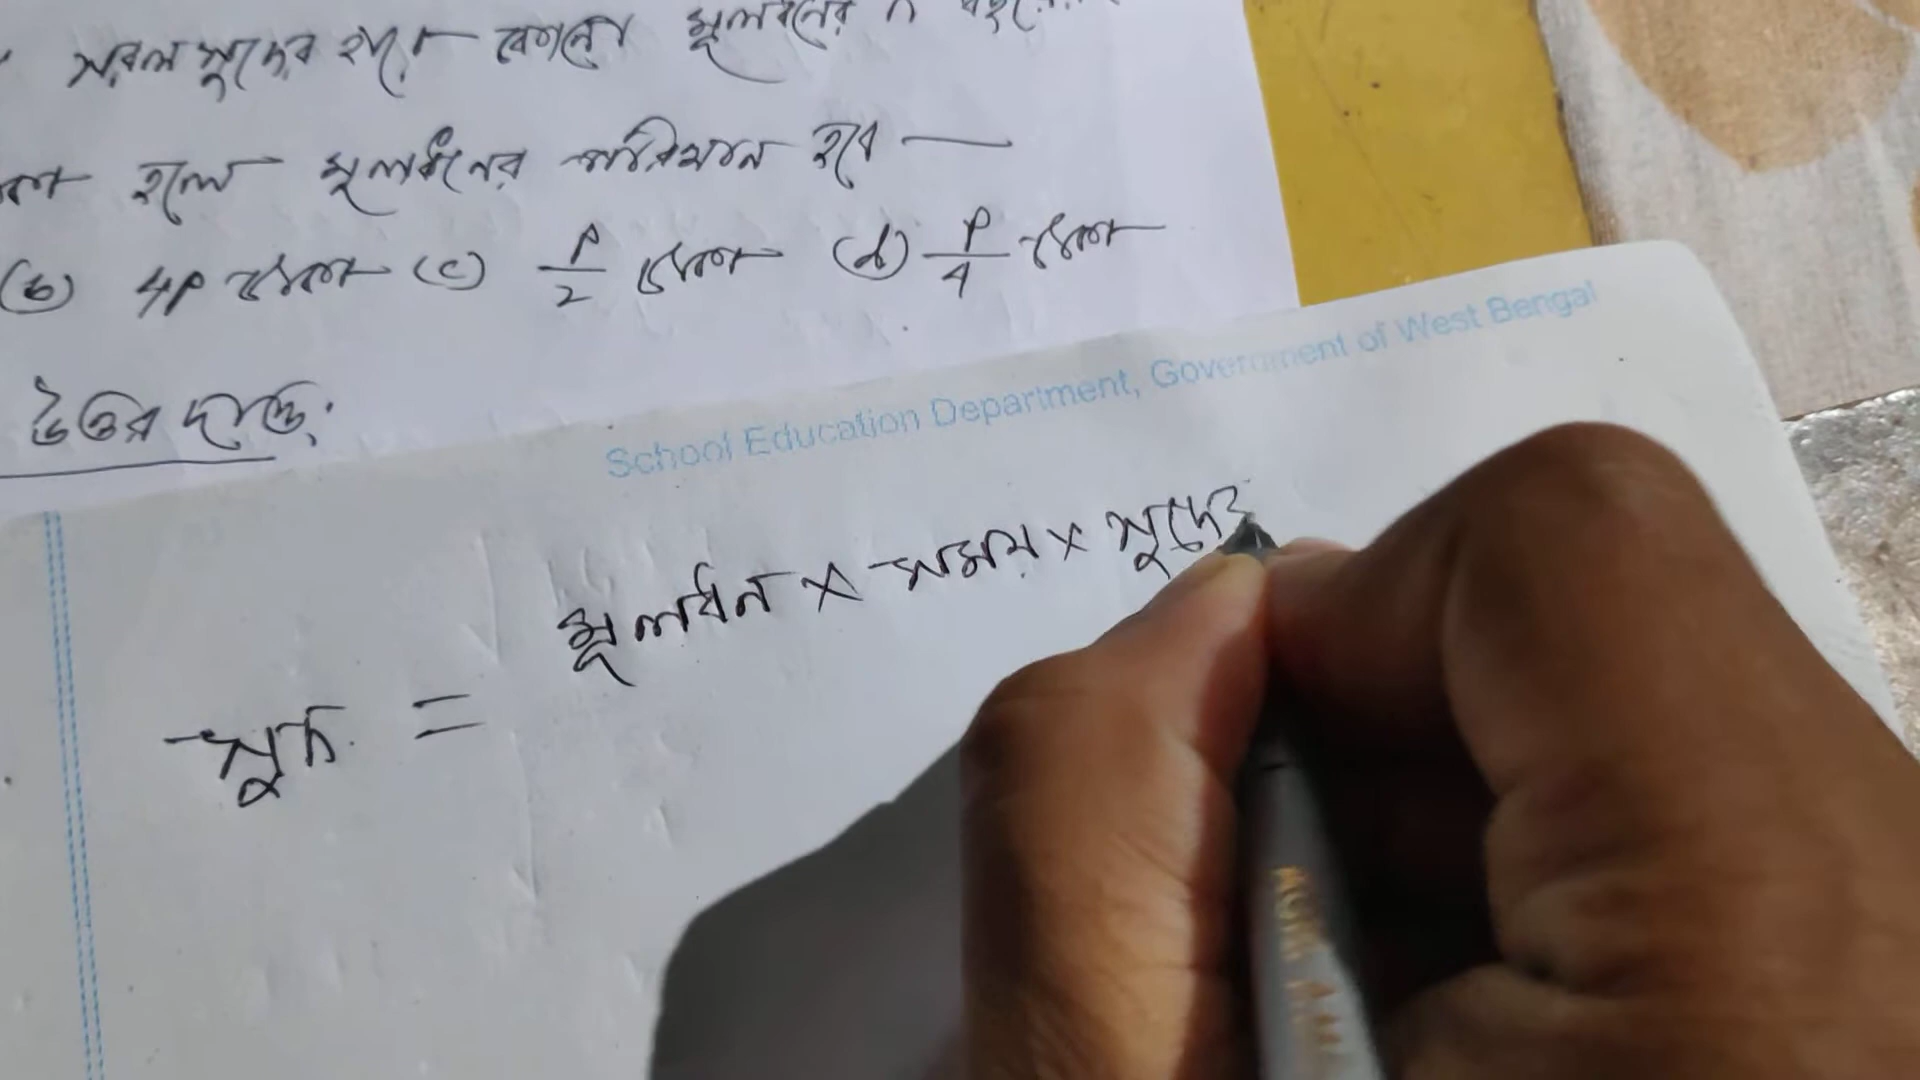 সরল সুদের হারে কোনো মূলধনের n
হলে মূলধনের পরিমান হবে —
(b) 4P টাকা (c) P/2 টাকা (d) P/4 টাকা
উত্তর দাও.
School Education Department, Government of West Bengal
মূলধন × সময় × সুদের
সুদ =